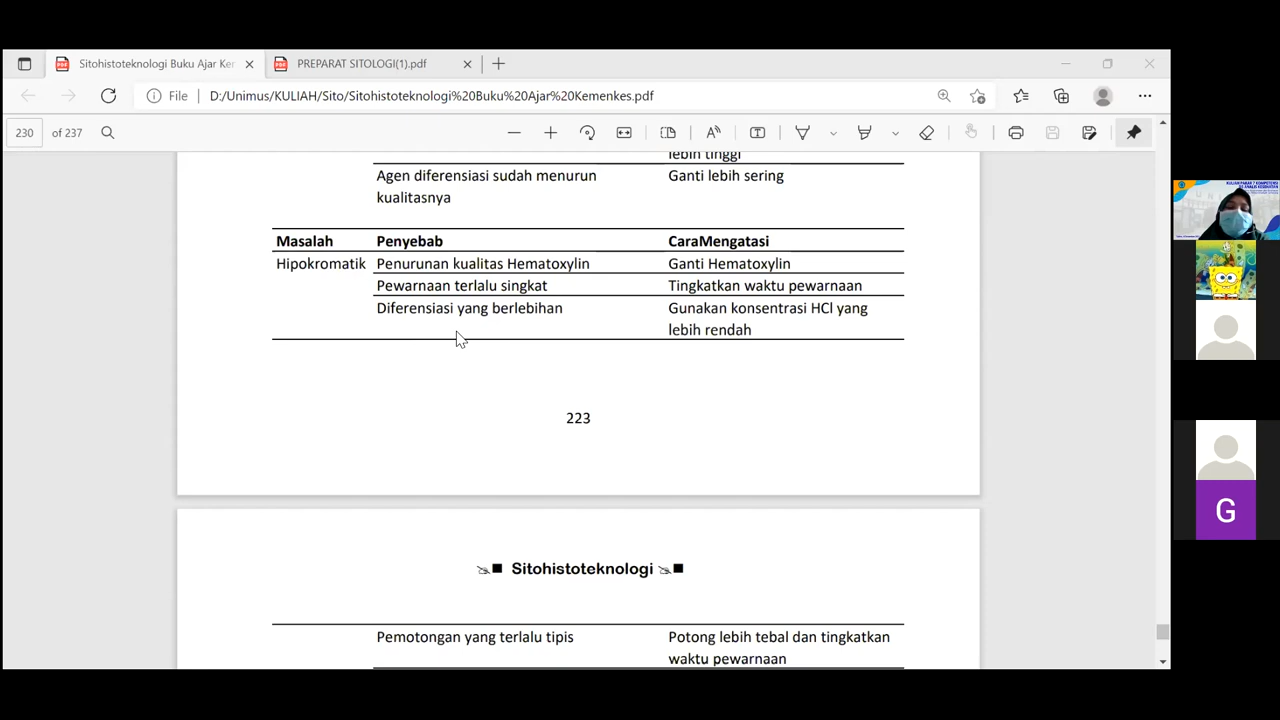 Sitohistoteknologi Buku Ajar Ker
PREPARAT SITOLOGI(1).pdf
File
D:/Unimus/KULIAH/Sito/Sitohistoteknologi%20Buku%20Ajar%20Kemenkes.pdf
230 of 237
lebih tinggi
Agen diferensiasi sudah menurun kualitasnya
Ganti lebih sering
Masalah Penyebab CaraMengatasi
Hipokromatik Penurunan kualitas Hematoxylin Ganti Hematoxylin
Pewarnaan terlalu singkat Tingkatkan waktu pewarnaan
Diferensiasi yang berlebihan Gunakan konsentrasi HCl yang
lebih rendah
223
Sitohistoteknologi
Pemotongan yang terlalu tipis Potong lebih tebal dan tingkatkan
waktu pewarnaan
G